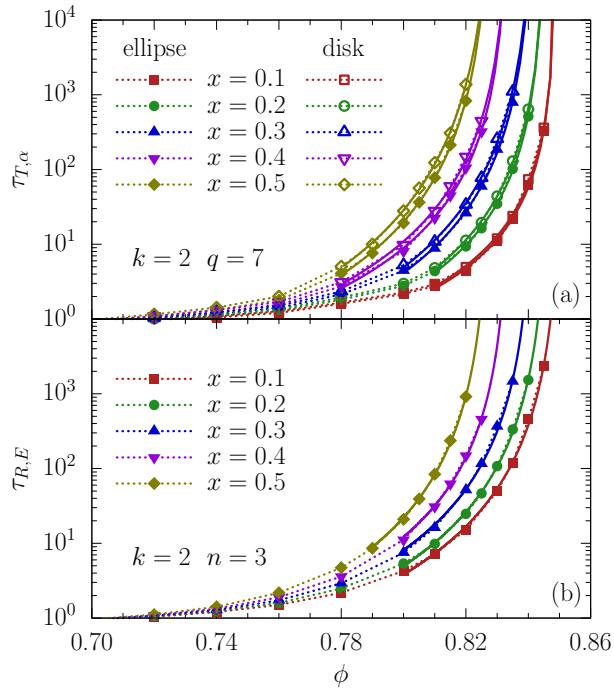 10^4
10^3
10^2
10^1
10^0
τ_{T,α}
ellipse disk
x = 0.1
x = 0.2
x = 0.3
x = 0.4
x = 0.5
k = 2 q = 7
(a)
10^3
10^2
10^1
10^0
τ_{R,E}
x = 0.1
x = 0.2
x = 0.3
x = 0.4
x = 0.5
k = 2 n = 3
(b)
0.70 0.74 0.78 0.82 0.86
ϕ